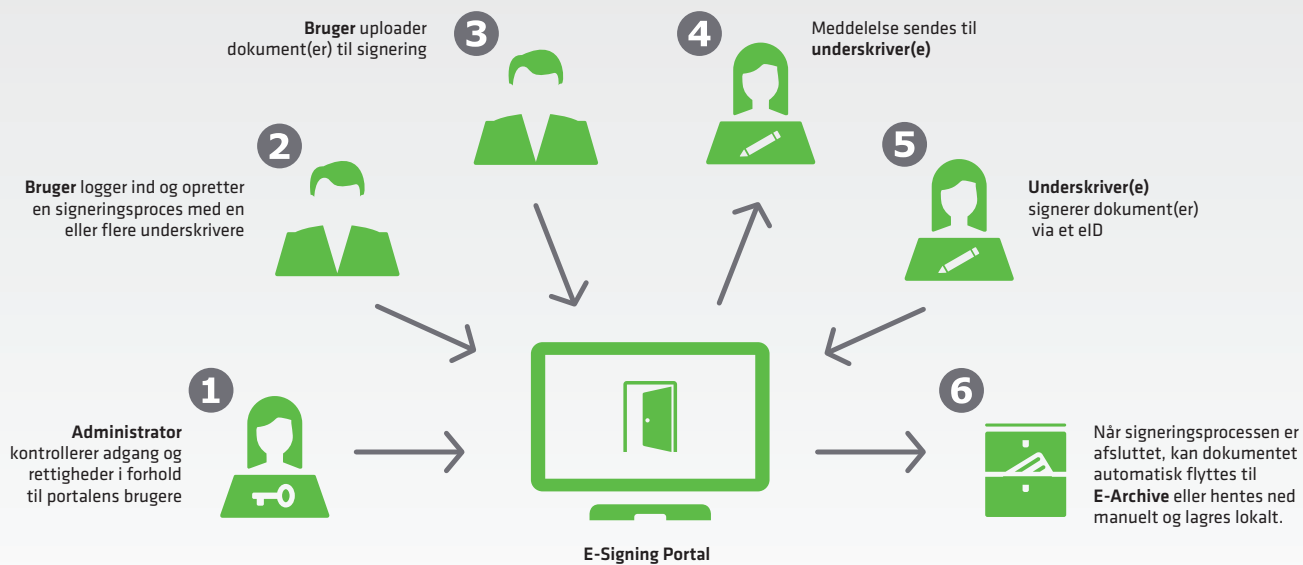 1
Administrator
kontrollerer adgang og
rettigheder i forhold
til portalens brugere
2
Bruger logger ind og opretter
en signeringsproces med en
eller flere underskrivere
3
Bruger uploader
dokument(er) til signering
4
Meddelelse sendes til
underskriver(e)
5
Underskriver(e)
signerer dokument(er)
via et eID
6
Når signeringsprocessen er
afsluttet, kan dokumentet
automatisk flyttes til
E-Archive eller hentes ned
manuelt og lagres lokalt.
E-Signing Portal